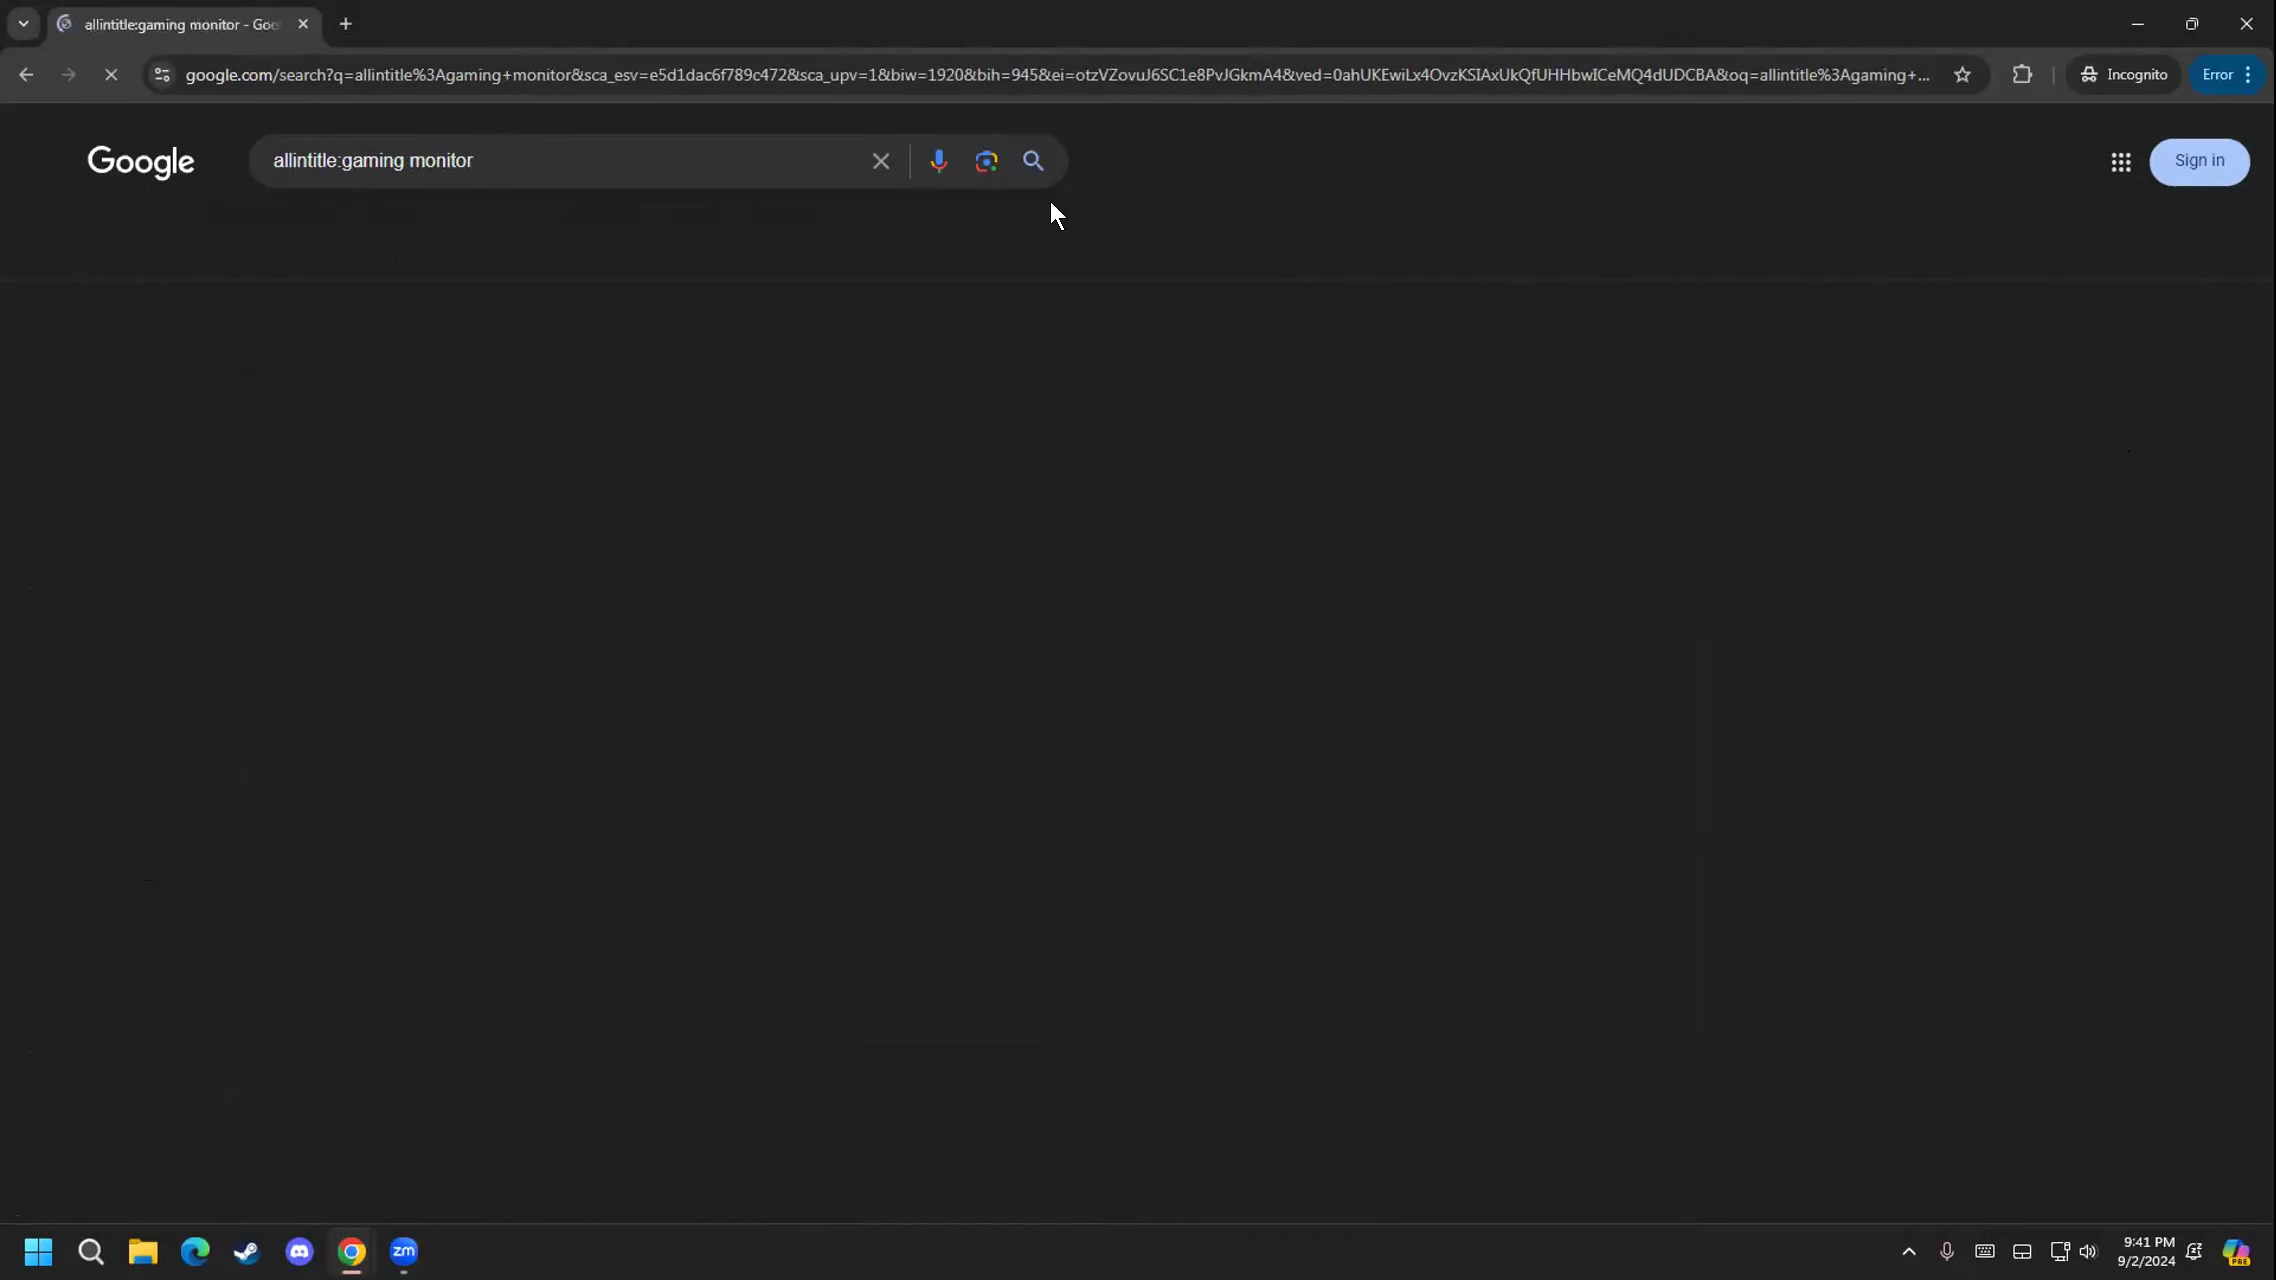 allintitle:gaming monitor - Goo
google.com/search?q=allintitle%3Agaming+monitor&sca_esv=e5d1dac6f789c472&sca_upv=1&biw=1920&bih=945&ei=otzVZovuJ6SC1e8PvJGkmA4&ved=0ahUKEwiLx4OvzKSIAxUkQfUHHbwICeMQ4dUDCBA&oq=allintitle%3Agaming+...
Incognito
Error
Google
allintitle:gaming monitor
Sign in
zm
9:41 PM
9/2/2024
PRE